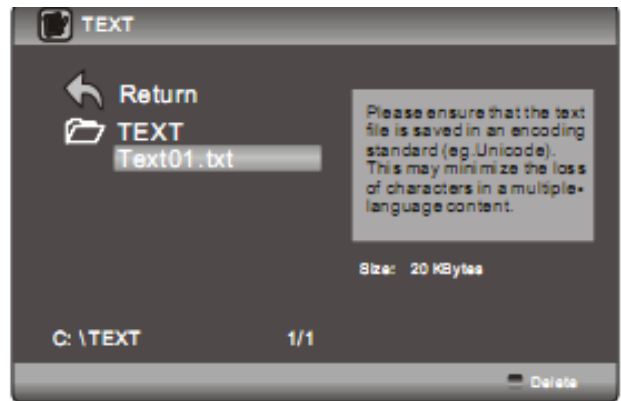 TEXT
Return
TEXT
Text01.txt
Please ensure that the text
file is saved in an encoding
standard (eg.Unicode).
This may minimize the loss
of characters in a multiple-
language content.
Size: 20 KBytes
C: \TEXT 1/1
Delete